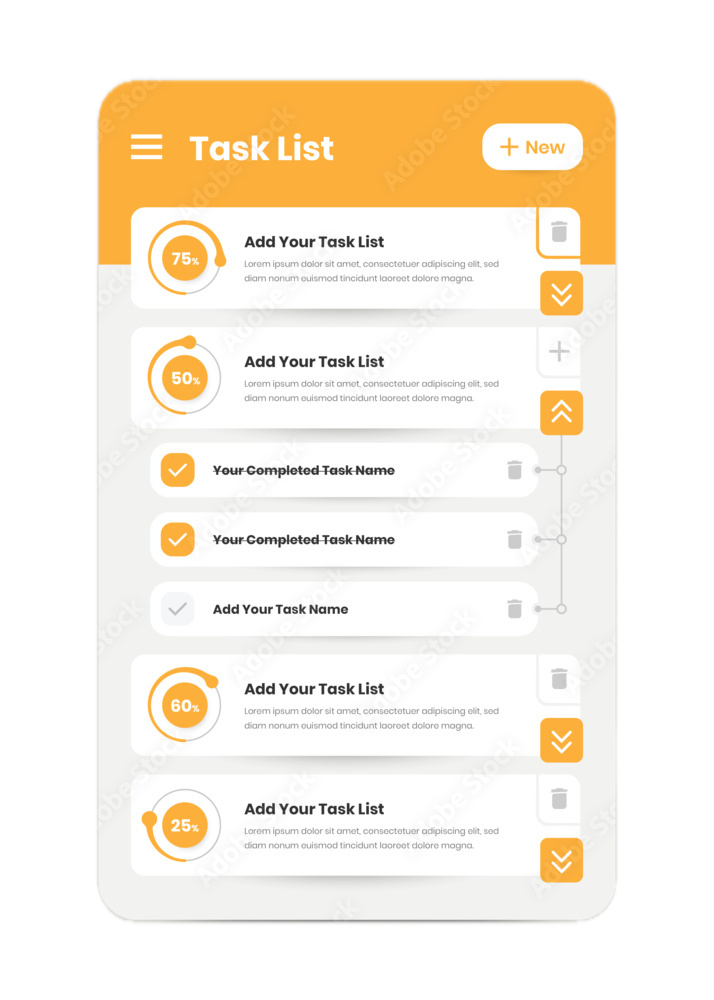 Task List
+ New
75%
Add Your Task List
Lorem ipsum dolor sit amet, consectetuer adipiscing elit, sed
diam nonum euismod tincidunt laoreet dolore magna.
50%
Add Your Task List
Lorem ipsum dolor sit amet, consectetuer adipiscing elit, sed
diam nonum euismod tincidunt laoreet dolore magna.
Your Completed Task Name
Your Completed Task Name
Add Your Task Name
60%
Add Your Task List
Lorem ipsum dolor sit amet, consectetuer adipiscing elit, sed
diam nonum euismod tincidunt laoreet dolore magna.
25%
Add Your Task List
Lorem ipsum dolor sit amet, consectetuer adipiscing elit, sed
diam nonum euismod tincidunt laoreet dolore magna.
Adobe Stock